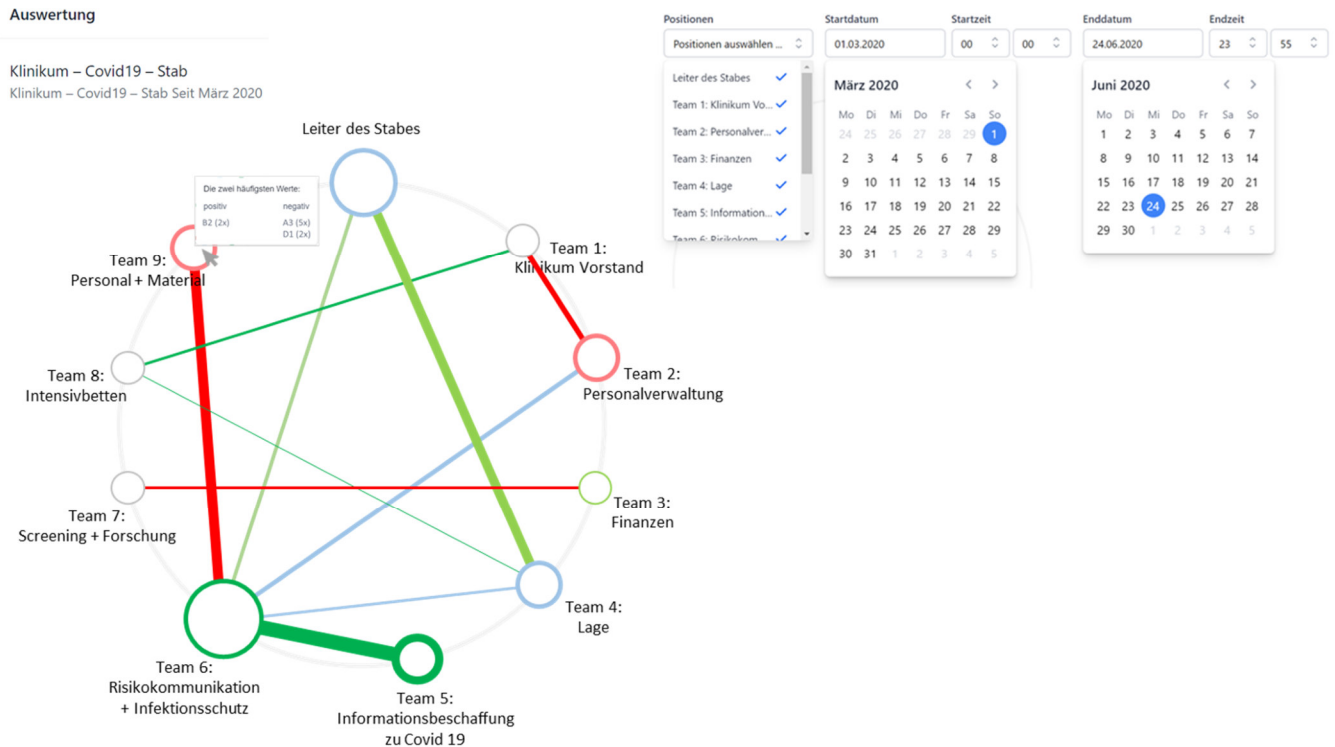 Auswertung
Klinikum – Covid19 – Stab
Klinikum – Covid19 – Stab Seit März 2020
Leiter des Stabes
Die zwei häufigsten Werte:
positiv negativ
B2 (2x) A3 (5x)
D1 (2x)
Team 1:
Klinikum Vorstand
Team 9:
Personal + Material
Team 8:
Intensivbetten
Team 2:
Personalverwaltung
Team 7:
Screening + Forschung
Team 3:
Finanzen
Team 4:
Lage
Team 6:
Risikokommunikation
+ Infektionsschutz
Team 5:
Informationsbeschaffung
zu Covid 19
Positionen Startdatum Startzeit Enddatum Endzeit
Positionen auswählen ... 01.03.2020 00 00 24.06.2020 23 55
Leiter des Stabes
Team 1: Klinikum Vo...
Team 2: Personalver...
Team 3: Finanzen
Team 4: Lage
Team 5: Information...
Team 6: Risikokom...
März 2020
Mo Di Mi Do Fr Sa So
24 25 26 27 28 29 1
2 3 4 5 6 7 8
9 10 11 12 13 14 15
16 17 18 19 20 21 22
23 24 25 26 27 28 29
30 31 1 2 3 4 5
Juni 2020
Mo Di Mi Do Fr Sa So
1 2 3 4 5 6 7
8 9 10 11 12 13 14
15 16 17 18 19 20 21
22 23 24 25 26 27 28
29 30 1 2 3 4 5